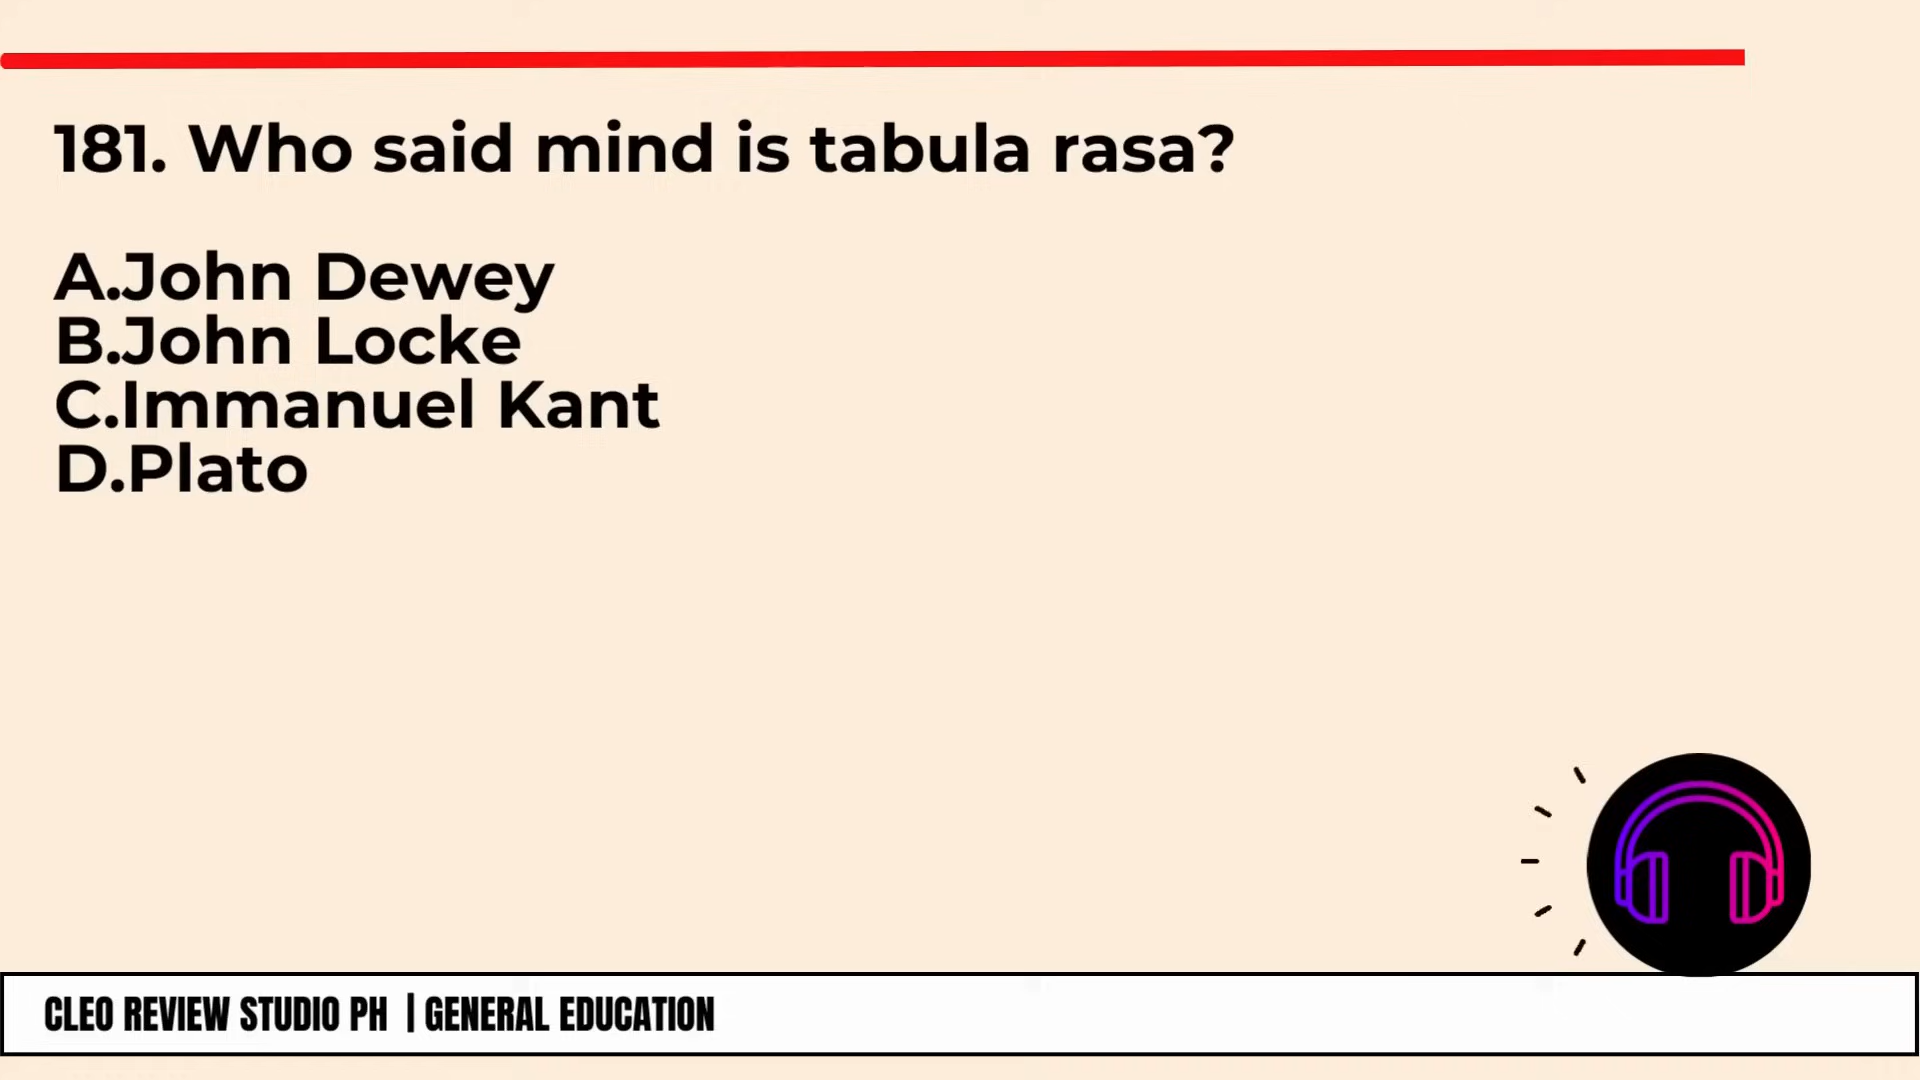 181. Who said mind is tabula rasa?
A.John Dewey
B.John Locke
C.Immanuel Kant
D.Plato
CLEO REVIEW STUDIO PH | GENERAL EDUCATION